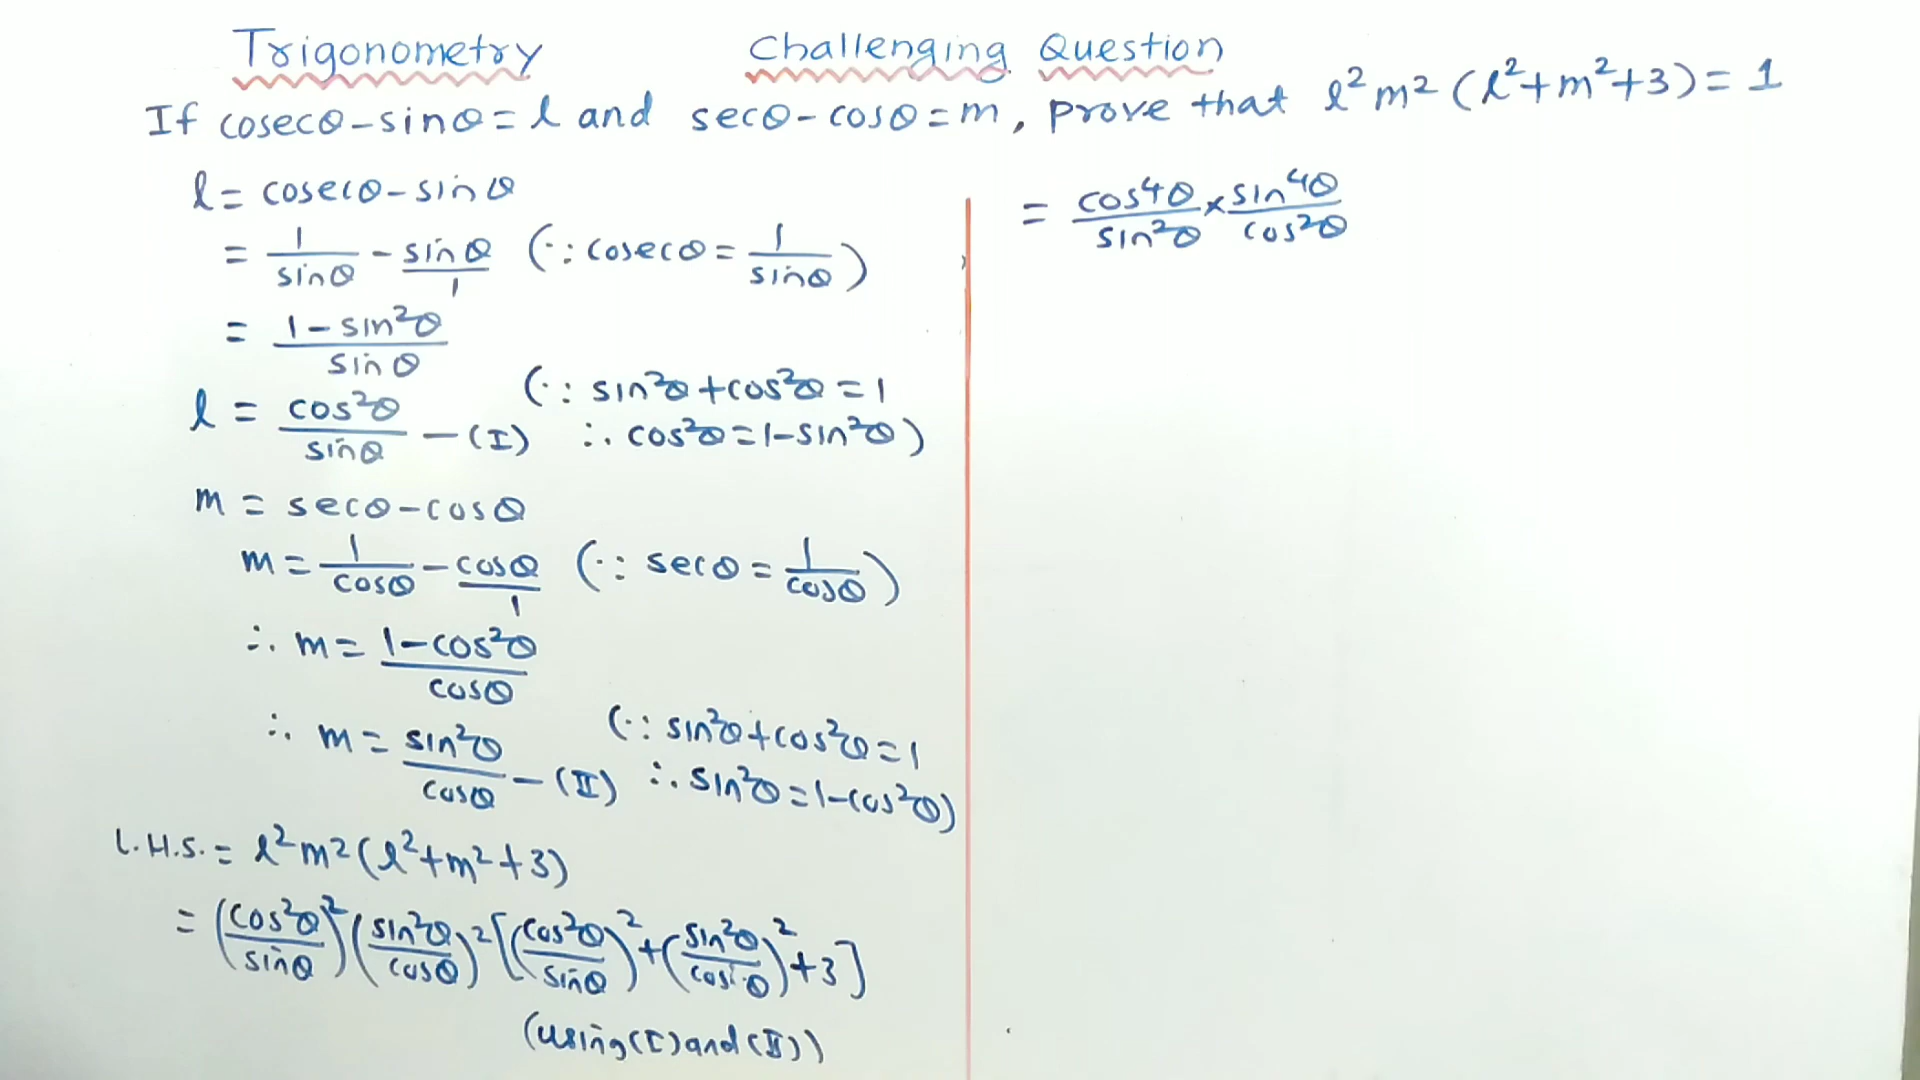 Trigonometry Challenging Question
If cosecθ-sinθ=l and secθ-cosθ=m, prove that l²m²(l²+m²+3)=1
l = cosecθ-sinθ
= 1/sinθ - sinθ/1 (∵ cosecθ = 1/sinθ)
= (1-sin²θ)/sinθ
l = cos²θ/sinθ —(I) (∵ sin²θ+cos²θ=1
∴ cos²θ=1-sin²θ)
m = secθ-cosθ
m = 1/cosθ - cosθ/1 (∵ secθ = 1/cosθ)
∴ m = (1-cos²θ)/cosθ
∴ m = sin²θ/cosθ —(II) (∵ sin²θ+cos²θ=1
∴ sin²θ=1-cos²θ)
L.H.S. = l²m²(l²+m²+3)
= (cos²θ/sinθ)² (sin²θ/cosθ)² [(cos²θ/sinθ)² + (sin²θ/cosθ)² +3]
(using (I) and (II))
= cos⁴θ/sin²θ × sin⁴θ/cos²θ